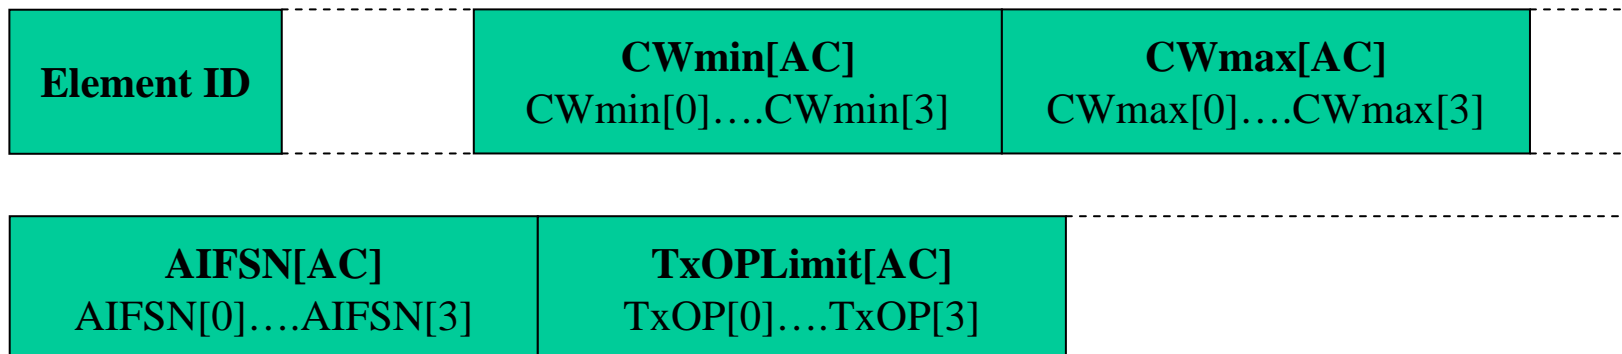 Element ID
CWmin[AC]
CWmin[0]….CWmin[3]
CWmax[AC]
CWmax[0]….CWmax[3]
AIFSN[AC]
AIFSN[0]….AIFSN[3]
TxOPLimit[AC]
TxOP[0]….TxOP[3]